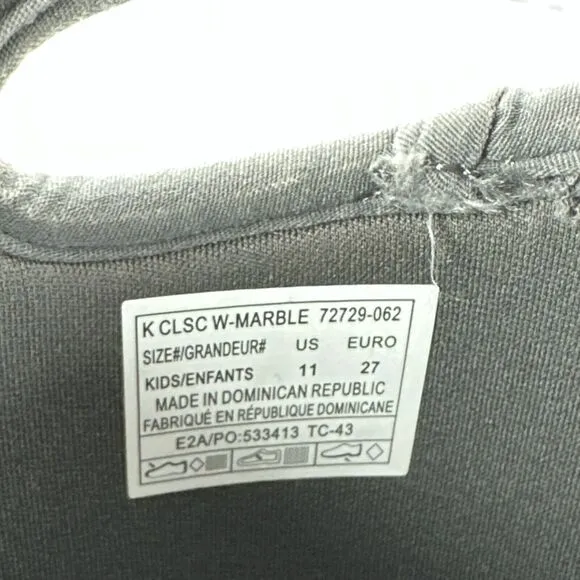 K CLSC W-MARBLE 72729-062
SIZE#/GRANDEUR# US EURO
KIDS/ENFANTS 11 27
MADE IN DOMINICAN REPUBLIC
FABRIQUÉ EN RÉPUBLIQUE DOMINICANE
E2A/PO:533413 TC-43